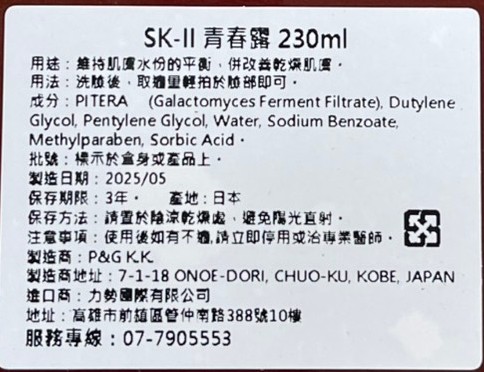 SK-II 青春露 230ml
用途：維持肌膚水份的平衡，併改善乾燥肌膚。
用法：洗臉後，取適量輕拍於臉部即可。
成分：PITERA （Galactomyces Ferment Filtrate), Dutylene
Glycol, Pentylene Glycol, Water, Sodium Benzoate,
Methylparaben, Sorbic Acid。
批號：標示於盒身或產品上。
製造日期：2025/05
保存期限：3年。 產地：日本
保存方法：請置於陰涼乾燥處，避免陽光直射。
注意事項：使用後如有不適,請立即停用或洽專業醫師。
製造商：P&G K.K.
製造商地址：7-1-18 ONOE-DORI, CHUO-KU, KOBE, JAPAN
進口商：力勢國際有限公司
地址：高雄市前鎮區管仲南路388號10樓
服務專線：07-7905553